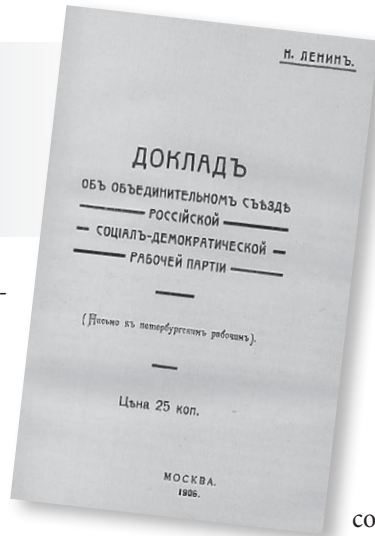 Н. ЛЕНИНЪ.
ДОКЛАДЪ
ОБЪ ОБЪЕДИНИТЕЛЬНОМЪ СЪѢЗДѢ
РОССІЙСКОЙ
СОЦІАЛЪ-ДЕМОКРАТИЧЕСКОЙ
РАБОЧЕЙ ПАРТІИ
(Письмо къ петербургскимъ рабочимъ).
Цѣна 25 коп.
МОСКВА.
1906.
со